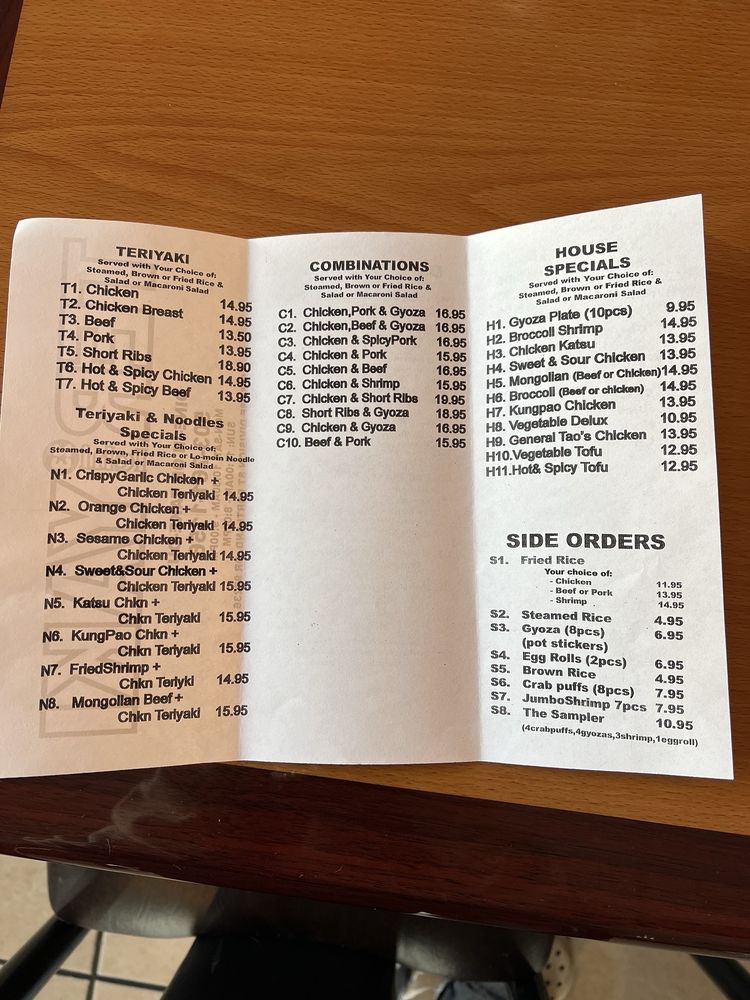 TERIYAKI
Served with Your Choice of:
Steamed, Brown or Fried Rice &
Salad or Macaroni Salad
T1. Chicken 14.95
T2. Chicken Breast 14.95
T3. Beef 13.50
T4. Pork 13.95
T5. Short Ribs 18.90
T6. Hot & Spicy Chicken 14.95
T7. Hot & Spicy Beef 13.95
Teriyaki & Noodles
Specials
Served with Your Choice of:
Steamed, Brown, Fried Rice or Lo-mein Noodle
& Salad or Macaroni Salad
N1. CrispyGarlic Chicken +
Chicken Teriyaki 14.95
N2. Orange Chicken +
Chicken Teriyaki 14.95
N3. Sesame Chicken +
Chicken Teriyaki 14.95
N4. Sweet&Sour Chicken +
Chicken Teriyaki 15.95
N5. Katsu Chkn +
Chkn Teriyaki 15.95
N6. KungPao Chkn +
Chkn Teriyaki 15.95
N7. FriedShrimp +
Chkn Teriyki 14.95
N8. Mongolian Beef +
Chkn Teriyaki 15.95
COMBINATIONS
Served with Your Choice of:
Steamed, Brown or Fried Rice &
Salad or Macaroni Salad
C1. Chicken,Pork & Gyoza 16.95
C2. Chicken,Beef & Gyoza 16.95
C3. Chicken & SpicyPork 16.95
C4. Chicken & Pork 15.95
C5. Chicken & Beef 16.95
C6. Chicken & Shrimp 15.95
C7. Chicken & Short Ribs 19.95
C8. Short Ribs & Gyoza 18.95
C9. Chicken & Gyoza 16.95
C10. Beef & Pork 15.95
HOUSE
SPECIALS
Served with Your Choice of:
Steamed, Brown or Fried Rice &
Salad or Macaroni Salad
H1. Gyoza Plate (10pcs) 9.95
H2. Broccoli Shrimp 14.95
H3. Chicken Katsu 13.95
H4. Sweet & Sour Chicken 13.95
H5. Mongolian (Beef or Chicken) 14.95
H6. Broccoli (Beef or chicken) 14.95
H7. Kungpao Chicken 13.95
H8. Vegetable Delux 10.95
H9. General Tao's Chicken 13.95
H10.Vegetable Tofu 12.95
H11.Hot& Spicy Tofu 12.95
SIDE ORDERS
S1. Fried Rice
Your choice of:
- Chicken 11.95
- Beef or Pork 13.95
- Shrimp 14.95
S2. Steamed Rice 4.95
S3. Gyoza (8pcs) 6.95
(pot stickers)
S4. Egg Rolls (2pcs) 6.95
S5. Brown Rice 4.95
S6. Crab puffs (8pcs) 7.95
S7. JumboShrimp 7pcs 7.95
S8. The Sampler 10.95
(4crabpuffs,4gyozas,3shrimp,1eggroll)